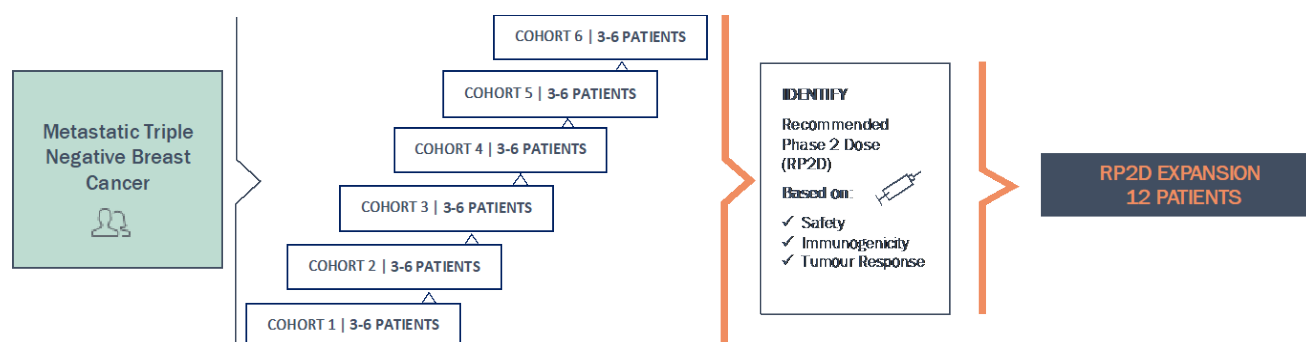 Metastatic Triple
Negative Breast
Cancer
COHORT 6 | 3-6 PATIENTS
COHORT 5 | 3-6 PATIENTS
COHORT 4 | 3-6 PATIENTS
COHORT 3 | 3-6 PATIENTS
COHORT 2 | 3-6 PATIENTS
COHORT 1 | 3-6 PATIENTS
IDENTIFY
Recommended
Phase 2 Dose
(RP2D)
Based on:
✓ Safety
✓ Immunogenicity
✓ Tumour Response
RP2D EXPANSION
12 PATIENTS